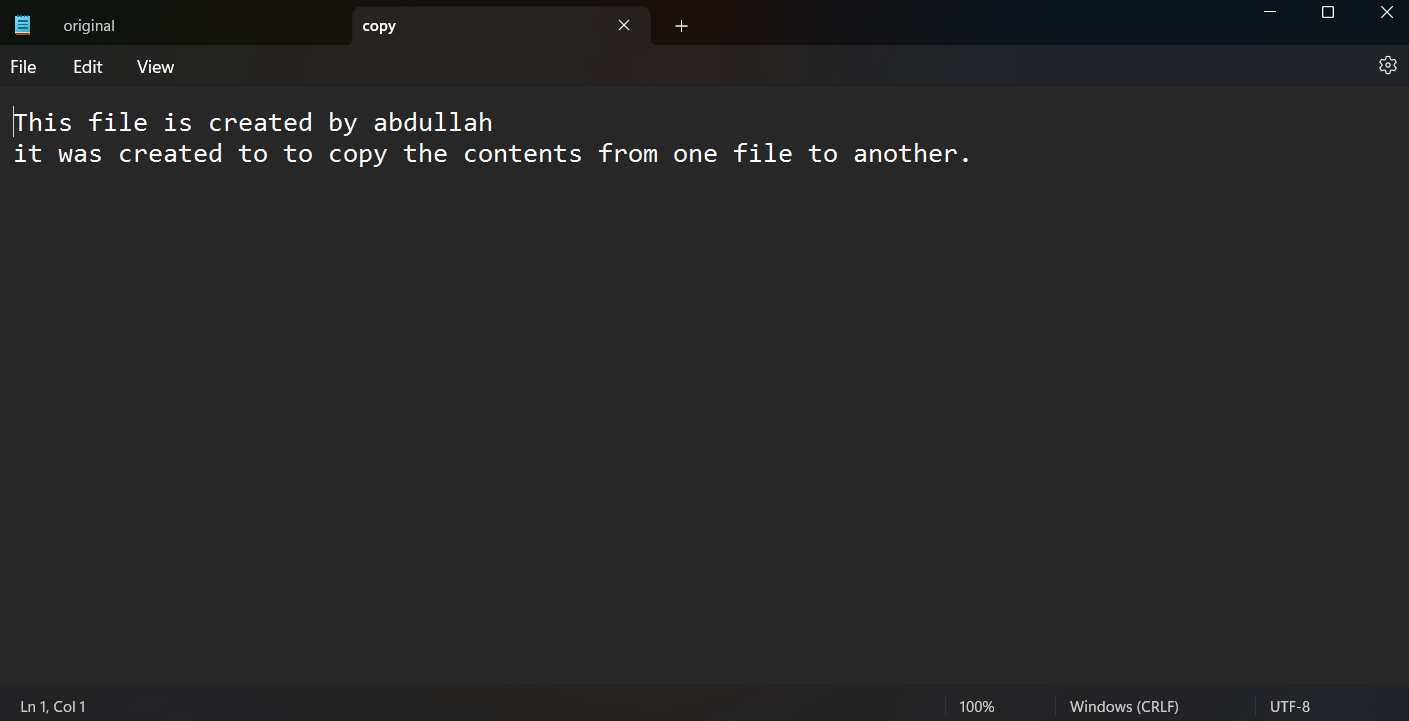 original
copy
File Edit View
This file is created by abdullah
it was created to to copy the contents from one file to another.
Ln 1, Col 1 100% Windows (CRLF) UTF-8